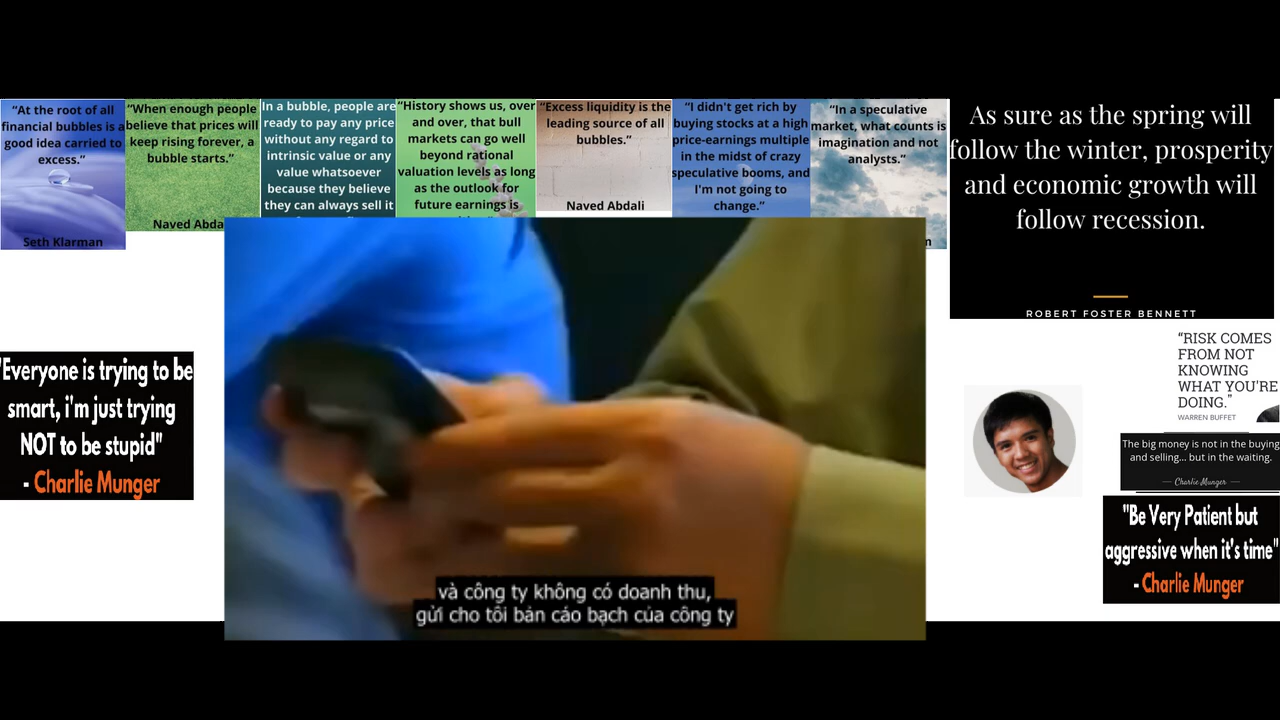 “At the root of all
financial bubbles is a
good idea carried to
excess.”
Seth Klarman
“When enough people
believe that prices will
keep rising forever, a
bubble starts.”
Naved Abda
In a bubble, people are
ready to pay any price
without any regard to
intrinsic value or any
value whatsoever
because they believe
they can always sell it
“History shows us, over
and over, that bull
markets can go well
beyond rational
valuation levels as long
as the outlook for
future earnings is
“Excess liquidity is the
leading source of all
bubbles.”
Naved Abdali
“I didn't get rich by
buying stocks at a high
price-earnings multiple
in the midst of crazy
speculative booms, and
I'm not going to
change.”
“In a speculative
market, what counts is
imagination and not
analysts.”
As sure as the spring will
follow the winter, prosperity
and economic growth will
follow recession.
ROBERT FOSTER BENNETT
"Everyone is trying to be
smart, i'm just trying
NOT to be stupid"
- Charlie Munger
“RISK COMES
FROM NOT
KNOWING
WHAT YOU'RE
DOING.”
WARREN BUFFET
The big money is not in the buying
and selling... but in the waiting.
— Charlie Munger —
"Be Very Patient but
aggressive when it's time"
- Charlie Munger
và công ty không có doanh thu,
gửi cho tôi bản cáo bạch của công ty